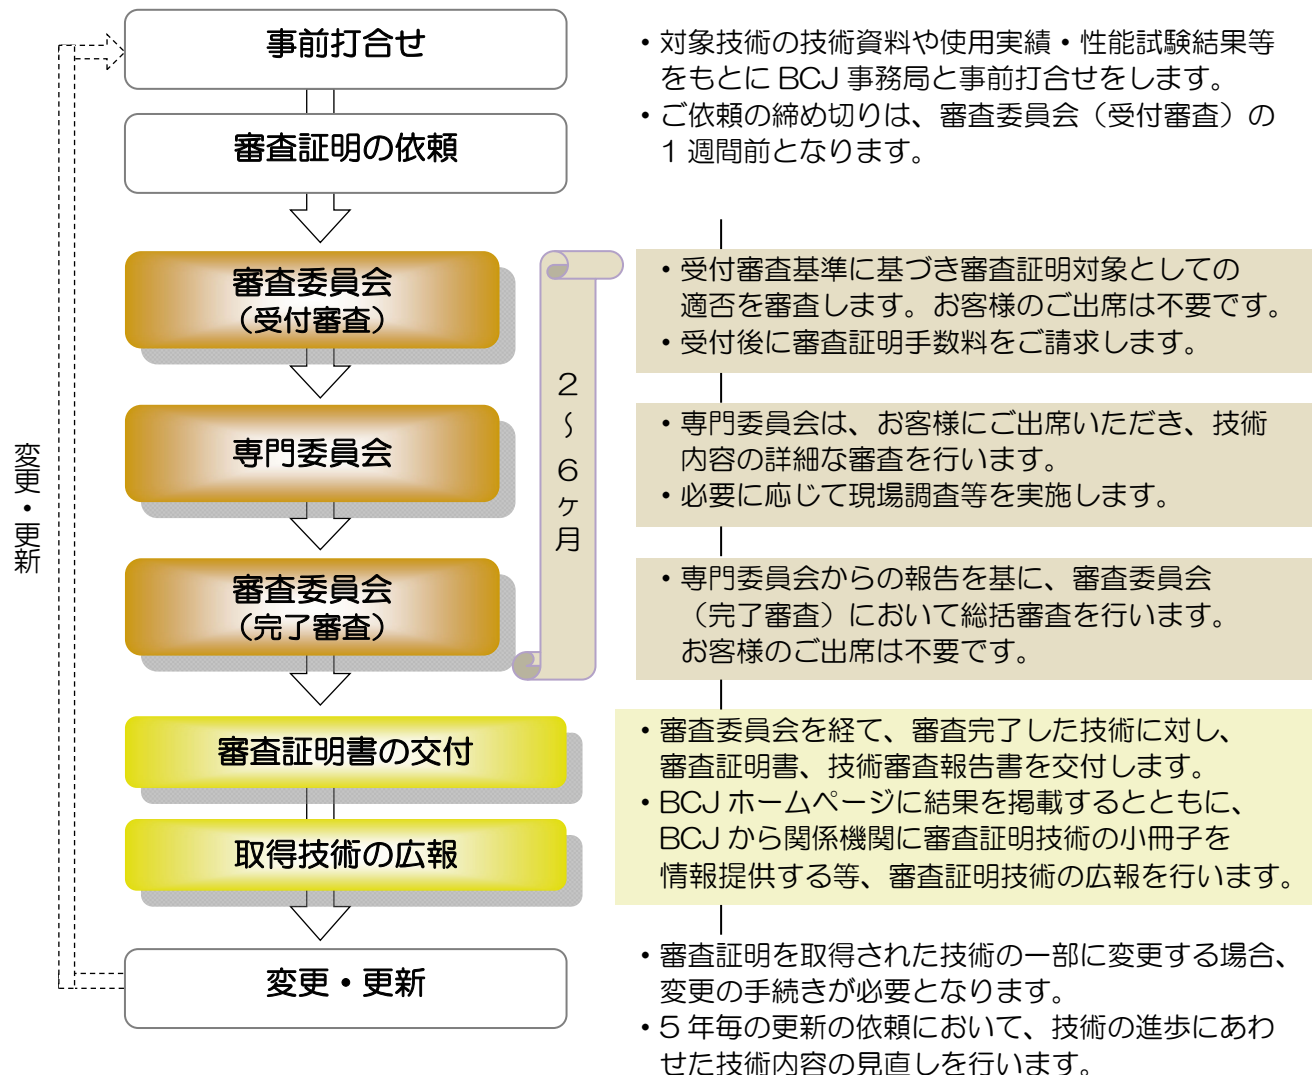 事前打合せ
・対象技術の技術資料や使用実績・性能試験結果等
をもとに BCJ 事務局と事前打合せをします。
審査証明の依頼
・ご依頼の締め切りは、審査委員会（受付審査）の
1 週間前となります。
審査委員会
（受付審査）
・受付審査基準に基づき審査証明対象としての
適否を審査します。お客様のご出席は不要です。
・受付後に審査証明手数料をご請求します。
専門委員会
・専門委員会は、お客様にご出席いただき、技術
内容の詳細な審査を行います。
・必要に応じて現場調査等を実施します。
審査委員会
（完了審査）
・専門委員会からの報告を基に、審査委員会
（完了審査）において総括審査を行います。
お客様のご出席は不要です。
2～6ヶ月
審査証明書の交付
・審査委員会を経て、審査完了した技術に対し、
審査証明書、技術審査報告書を交付します。
取得技術の広報
・BCJ ホームページに結果を掲載するとともに、
BCJ から関係機関に審査証明技術の小冊子を
情報提供する等、審査証明技術の広報を行います。
変更・更新
・審査証明を取得された技術の一部に変更する場合、
変更の手続きが必要となります。
・5 年毎の更新の依頼において、技術の進歩にあわ
せた技術内容の見直しを行います。
変更・更新